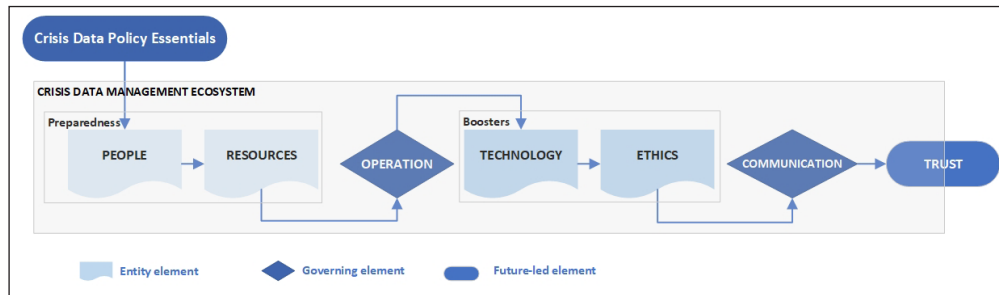 Crisis Data Policy Essentials
CRISIS DATA MANAGEMENT ECOSYSTEM
Preparedness
PEOPLE
RESOURCES
OPERATION
Boosters
TECHNOLOGY
ETHICS
COMMUNICATION
TRUST
Entity element
Governing element
Future-led element